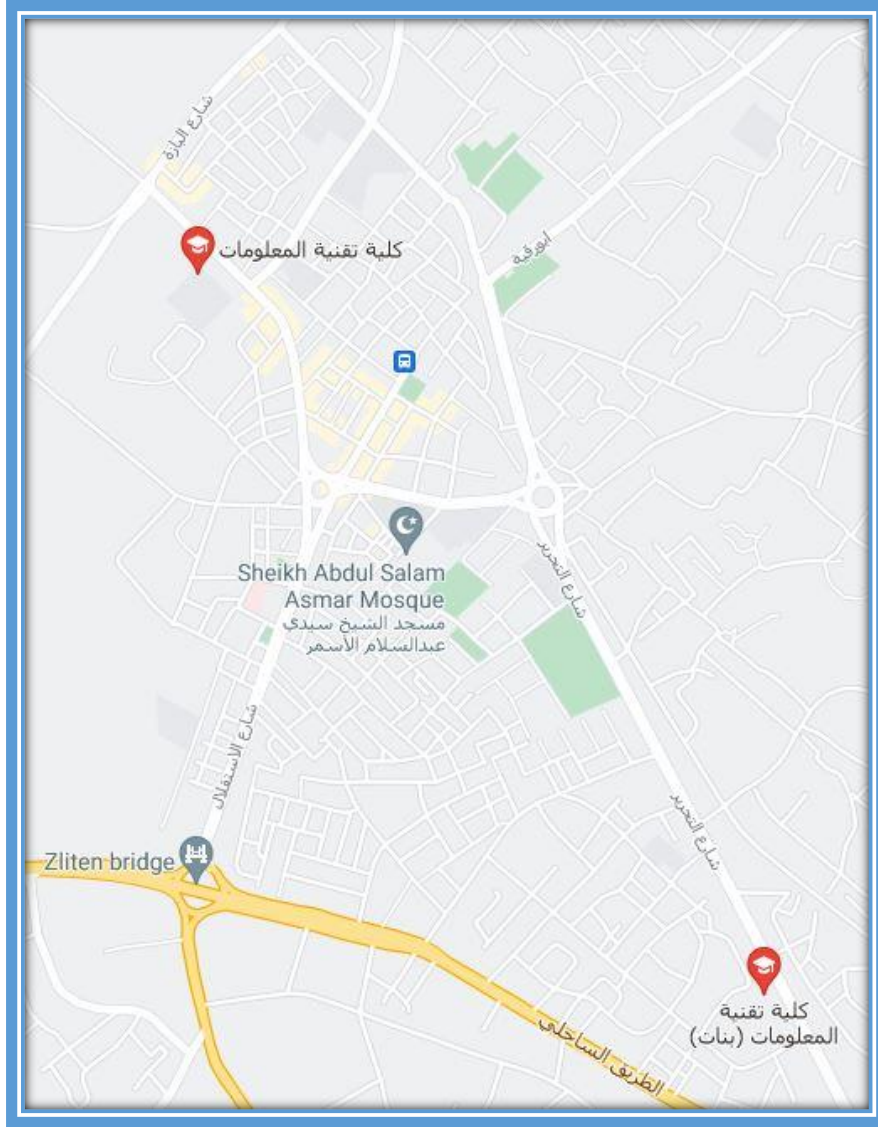 شارع البازة
كلية تقنية المعلومات
ابورقية
Sheikh Abdul Salam
Asmar Mosque
مسجد الشيخ سيدي
عبدالسلام الأسمر
شارع التحرير
شارع الاستقلال
شارع التحرير
Zliten bridge
كلية تقنية
المعلومات (بنات)
الطريق الساحلي